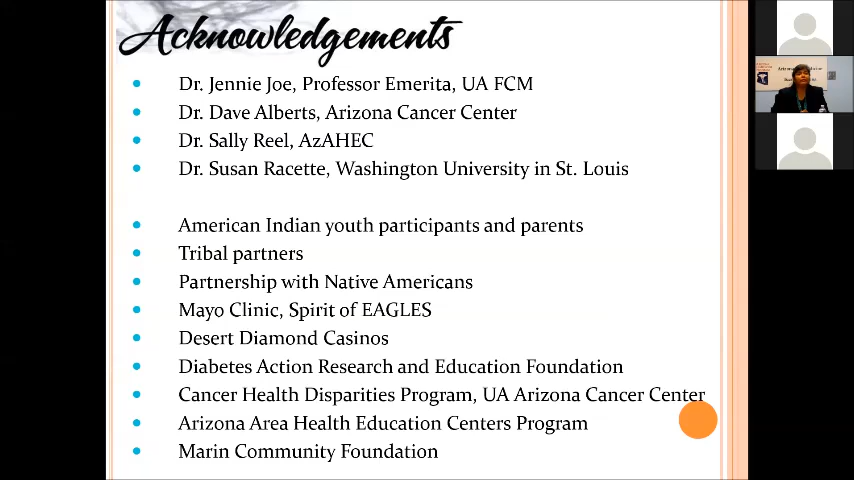 Acknowledgements
Dr. Jennie Joe, Professor Emerita, UA FCM
Dr. Dave Alberts, Arizona Cancer Center
Dr. Sally Reel, AzAHEC
Dr. Susan Racette, Washington University in St. Louis
American Indian youth participants and parents
Tribal partners
Partnership with Native Americans
Mayo Clinic, Spirit of EAGLES
Desert Diamond Casinos
Diabetes Action Research and Education Foundation
Cancer Health Disparities Program, UA Arizona Cancer Center
Arizona Area Health Education Centers Program
Marin Community Foundation